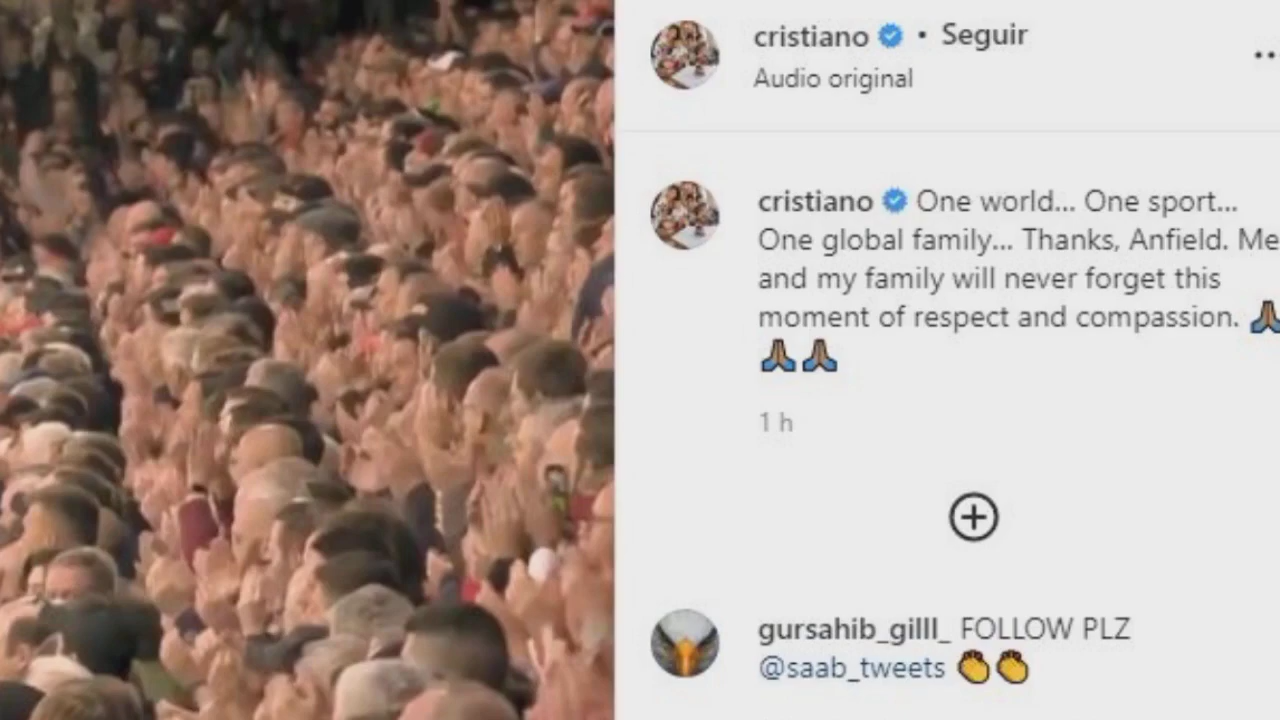 cristiano • Seguir
Audio original
cristiano One world... One sport...
One global family... Thanks, Anfield. Me
and my family will never forget this
moment of respect and compassion. 🙏🏽
🙏🏽🙏🏽
1 h
gursahib_gilll_ FOLLOW PLZ
@saab_tweets 👏👏